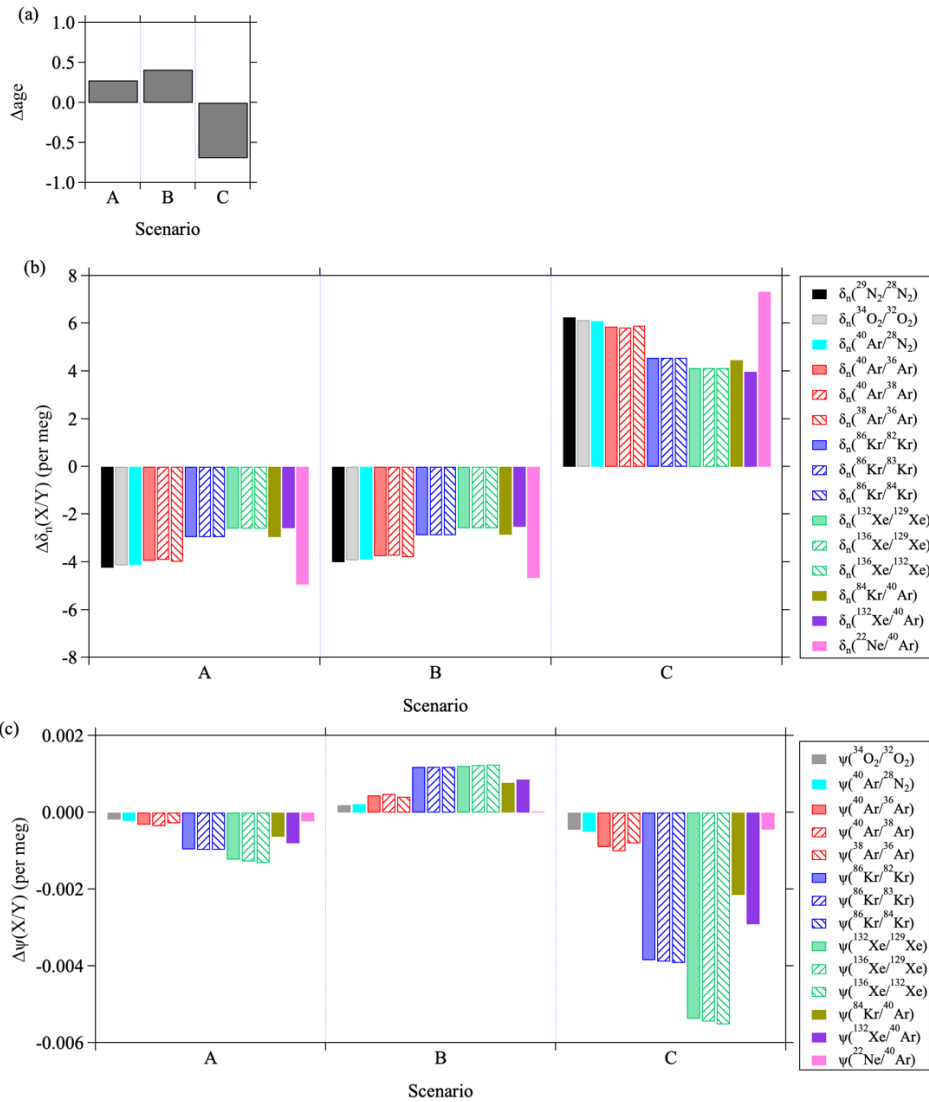 (a)
1.0
0.5
0.0
-0.5
-1.0
Δage
A B C
Scenario
(b)
8
6
4
2
0
-2
-4
-6
-8
Δδₙ(X/Y) (per meg)
A B C
Scenario
δₙ(²⁹N₂/²⁸N₂)
δₙ(³⁴O₂/³²O₂)
δₙ(⁴⁰Ar/²⁸N₂)
δₙ(⁴⁰Ar/³⁶Ar)
δₙ(⁴⁰Ar/³⁸Ar)
δₙ(³⁸Ar/³⁶Ar)
δₙ(⁸⁶Kr/⁸²Kr)
δₙ(⁸⁶Kr/⁸³Kr)
δₙ(⁸⁶Kr/⁸⁴Kr)
δₙ(¹³²Xe/¹²⁹Xe)
δₙ(¹³⁶Xe/¹²⁹Xe)
δₙ(¹³⁶Xe/¹³²Xe)
δₙ(⁸⁴Kr/⁴⁰Ar)
δₙ(¹³²Xe/⁴⁰Ar)
δₙ(²²Ne/⁴⁰Ar)
(c)
0.002
0.000
-0.002
-0.004
-0.006
Δψ(X/Y) (per meg)
A B C
Scenario
ψ(³⁴O₂/³²O₂)
ψ(⁴⁰Ar/²⁸N₂)
ψ(⁴⁰Ar/³⁶Ar)
ψ(⁴⁰Ar/³⁸Ar)
ψ(³⁸Ar/³⁶Ar)
ψ(⁸⁶Kr/⁸²Kr)
ψ(⁸⁶Kr/⁸³Kr)
ψ(⁸⁶Kr/⁸⁴Kr)
ψ(¹³²Xe/¹²⁹Xe)
ψ(¹³⁶Xe/¹²⁹Xe)
ψ(¹³⁶Xe/¹³²Xe)
ψ(⁸⁴Kr/⁴⁰Ar)
ψ(¹³²Xe/⁴⁰Ar)
ψ(²²Ne/⁴⁰Ar)